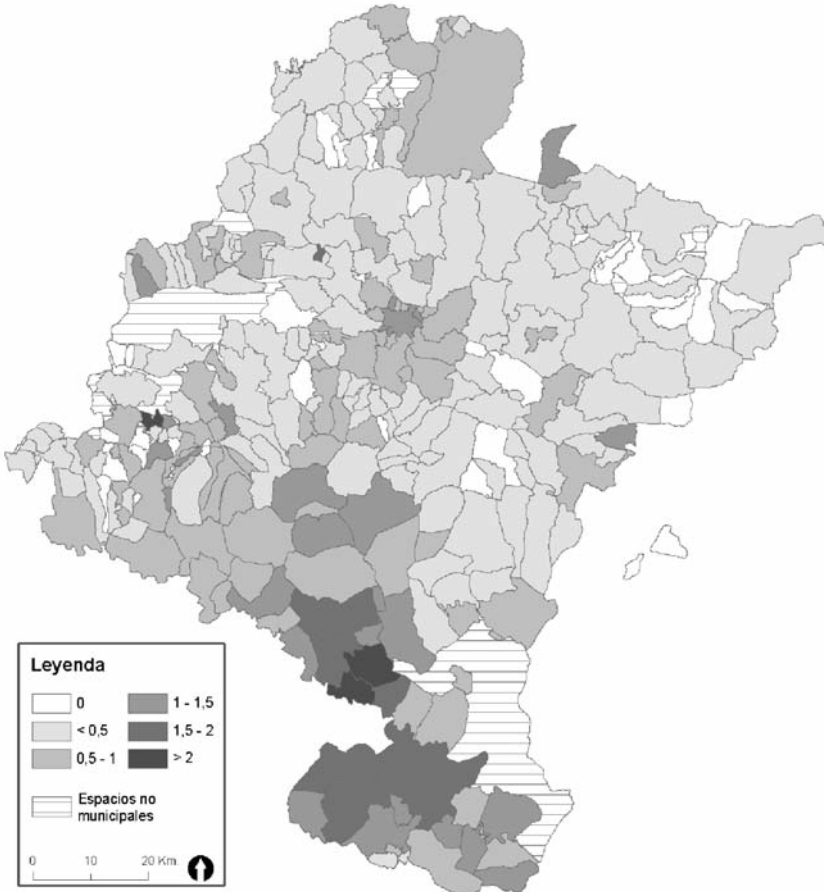 Leyenda
0
< 0,5
0,5 - 1
1 - 1,5
1,5 - 2
> 2
Espacios no
municipales
0 10 20 Km.